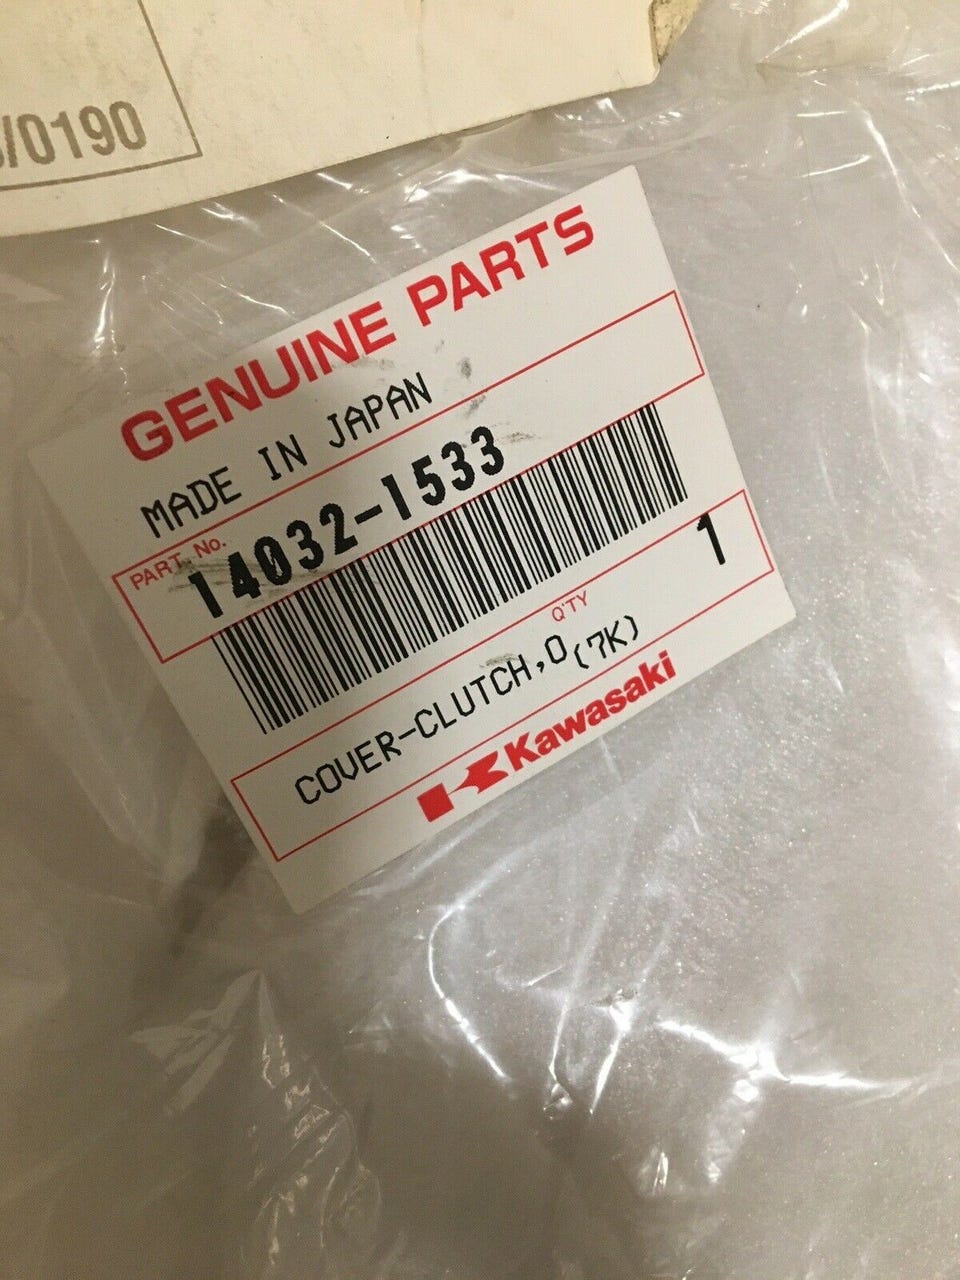 /0190
GENUINE PARTS
MADE IN JAPAN
PART No.
14032-1533
Q'TY
1
COVER-CLUTCH,O(7K)
Kawasaki